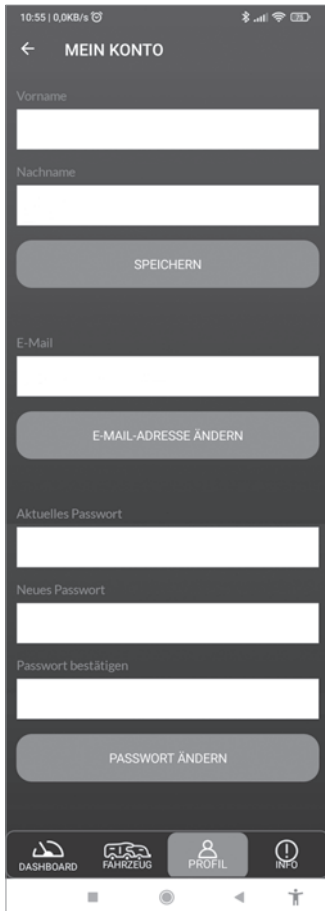 10:55 | 0,0KB/s
MEIN KONTO
Vorname
Nachname
SPEICHERN
E-Mail
E-MAIL-ADRESSE ÄNDERN
Aktuelles Passwort
Neues Passwort
Passwort bestätigen
PASSWORT ÄNDERN
DASHBOARD FAHRZEUG PROFIL INFO